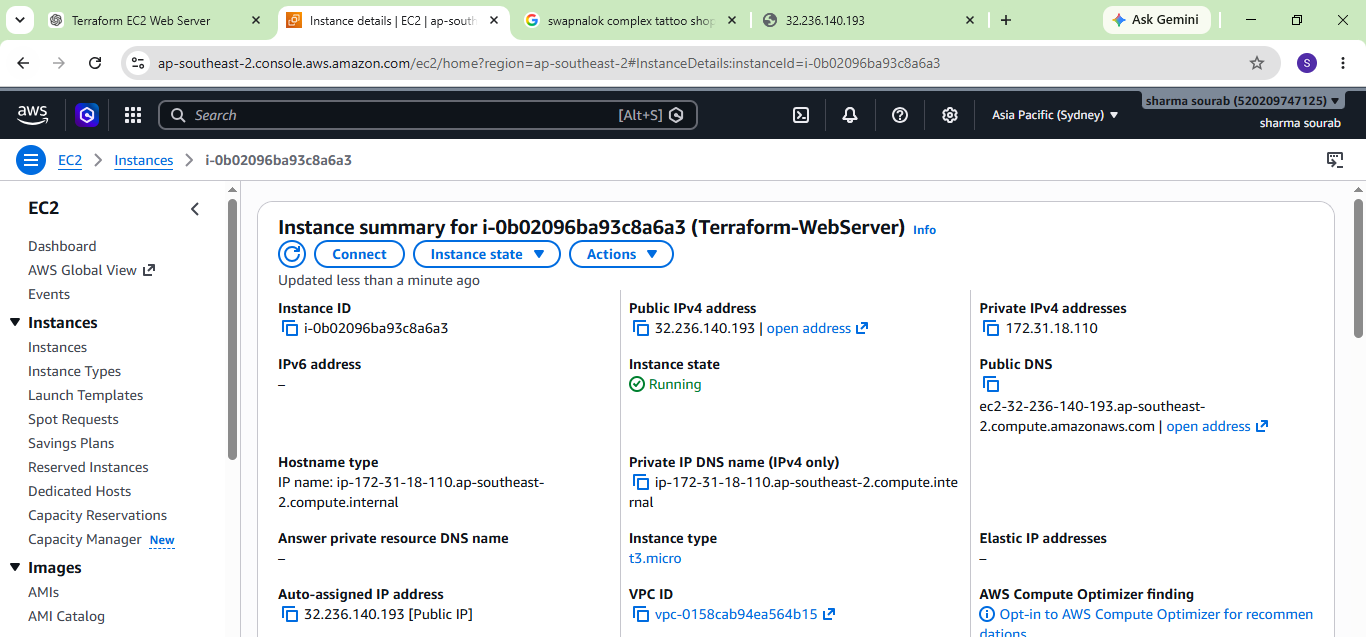 Terraform EC2 Web Server
Instance details | EC2 | ap-sout
swapnalok complex tattoo shop
32.236.140.193
Ask Gemini
ap-southeast-2.console.aws.amazon.com/ec2/home?region=ap-southeast-2#InstanceDetails:instanceId=i-0b02096ba93c8a6a3
S
aws
Search
[Alt+S]
Asia Pacific (Sydney)
sharma sourab (520209747125)
sharma sourab
EC2
Instances
i-0b02096ba93c8a6a3
EC2
Dashboard
AWS Global View
Events
Instances
Instances
Instance Types
Launch Templates
Spot Requests
Savings Plans
Reserved Instances
Dedicated Hosts
Capacity Reservations
Capacity Manager New
Images
AMIs
AMI Catalog
Instance summary for i-0b02096ba93c8a6a3 (Terraform-WebServer) Info
Connect
Instance state
Actions
Updated less than a minute ago
Instance ID
i-0b02096ba93c8a6a3
Public IPv4 address
32.236.140.193 | open address
Private IPv4 addresses
172.31.18.110
IPv6 address
–
Instance state
Running
Public DNS
ec2-32-236-140-193.ap-southeast-
2.compute.amazonaws.com | open address
Hostname type
IP name: ip-172-31-18-110.ap-southeast-
2.compute.internal
Private IP DNS name (IPv4 only)
ip-172-31-18-110.ap-southeast-2.compute.inte
rnal
Answer private resource DNS name
–
Instance type
t3.micro
Elastic IP addresses
–
Auto-assigned IP address
32.236.140.193 [Public IP]
VPC ID
vpc-0158cab94ea564b15
AWS Compute Optimizer finding
Opt-in to AWS Compute Optimizer for recommen
dations.